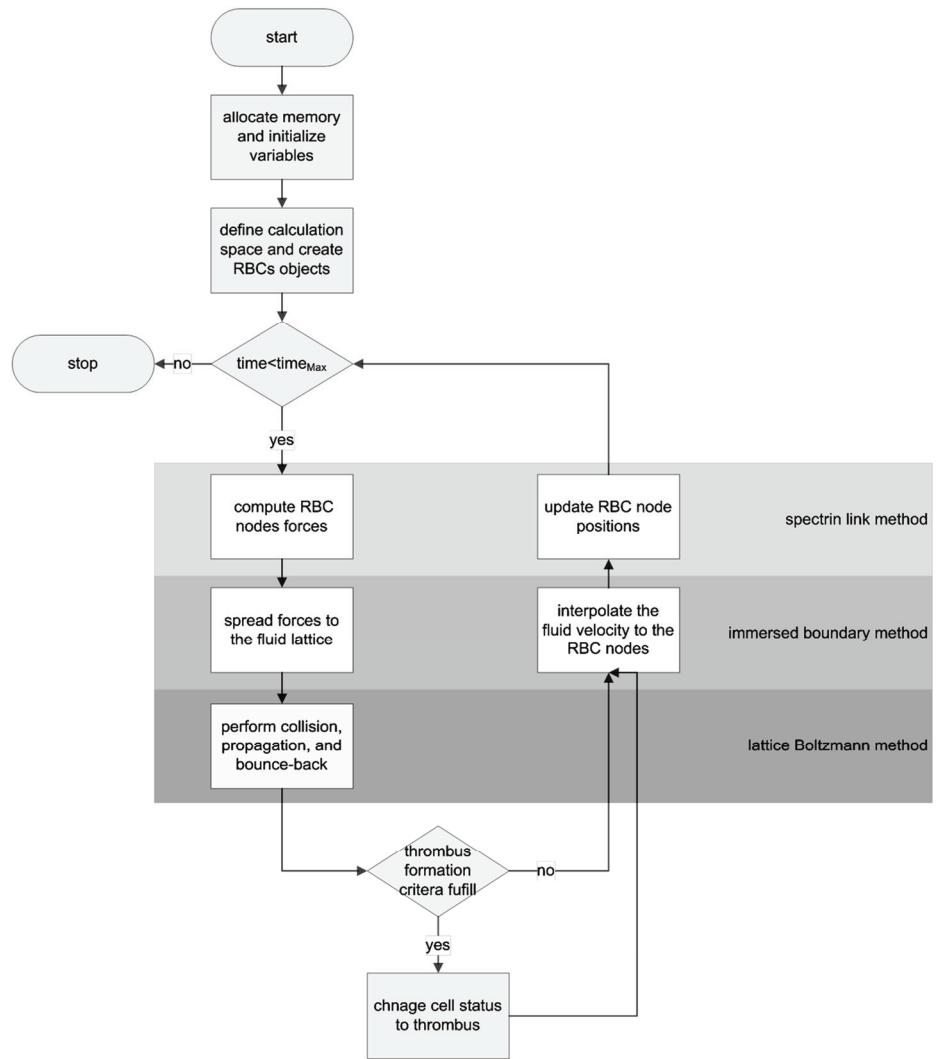 start
allocate memory
and initialize
variables
define calculation
space and create
RBCs objects
stop
no
time<timeMax
yes
compute RBC
nodes forces
update RBC node
positions
spectrin link method
spread forces to
the fluid lattice
interpolate the
fluid velocity to the
RBC nodes
immersed boundary method
perform collision,
propagation, and
bounce-back
lattice Boltzmann method
thrombus
formation
critera fufill
no
yes
chnage cell status
to thrombus